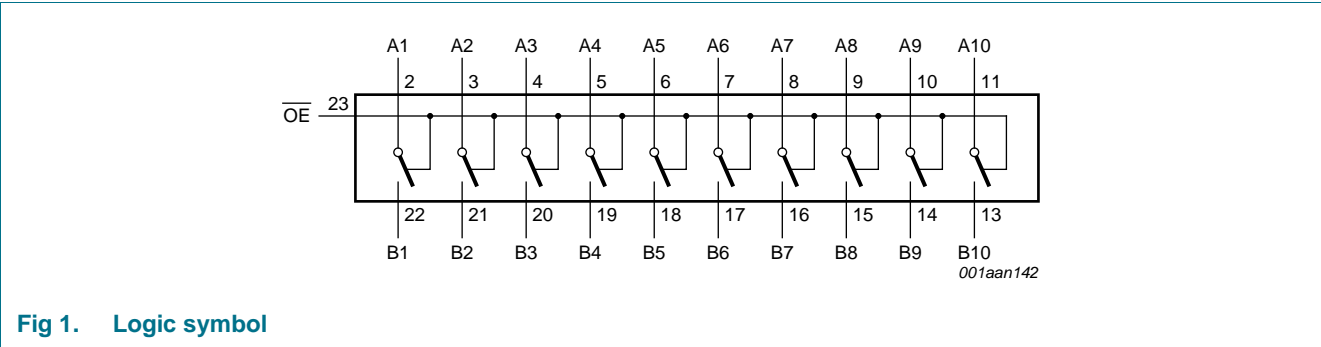 A1 A2 A3 A4 A5 A6 A7 A8 A9 A10
2 3 4 5 6 7 8 9 10 11
OE 23
22 21 20 19 18 17 16 15 14 13
B1 B2 B3 B4 B5 B6 B7 B8 B9 B10
001aan142
Fig 1. Logic symbol